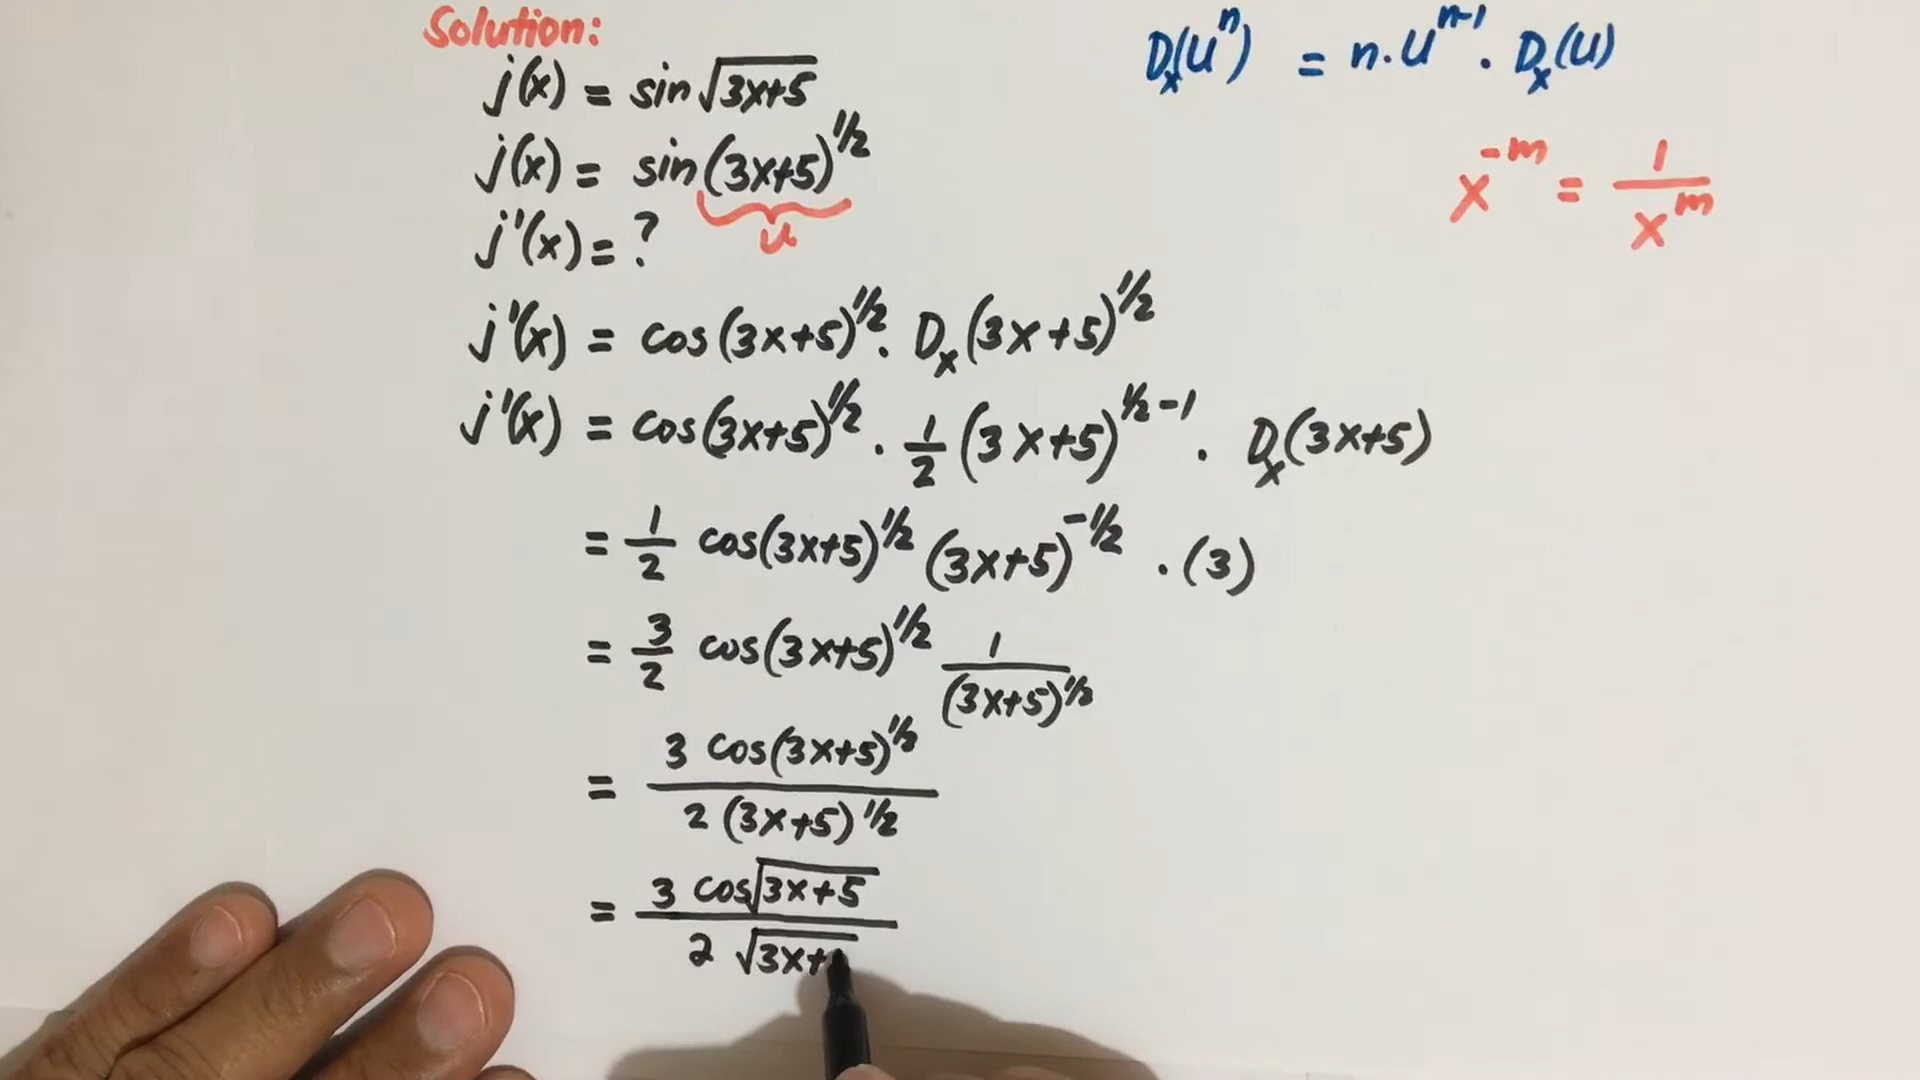 Solution:
j(x) = sin√(3x+5)
j(x) = sin(3x+5)^1/2
u
j'(x) = ?
j'(x) = cos(3x+5)^1/2 · Dx(3x+5)^1/2
j'(x) = cos(3x+5)^1/2 · 1/2 (3x+5)^1/2-1 · Dx(3x+5)
= 1/2 cos(3x+5)^1/2 (3x+5)^-1/2 · (3)
= 3/2 cos(3x+5)^1/2 1/(3x+5)^1/2
= 3 cos(3x+5)^1/2 / 2(3x+5)^1/2
= 3 cos√(3x+5) / 2√(3x+
Dx(u^n) = n·u^n-1 · Dx(u)
x^-m = 1/x^m